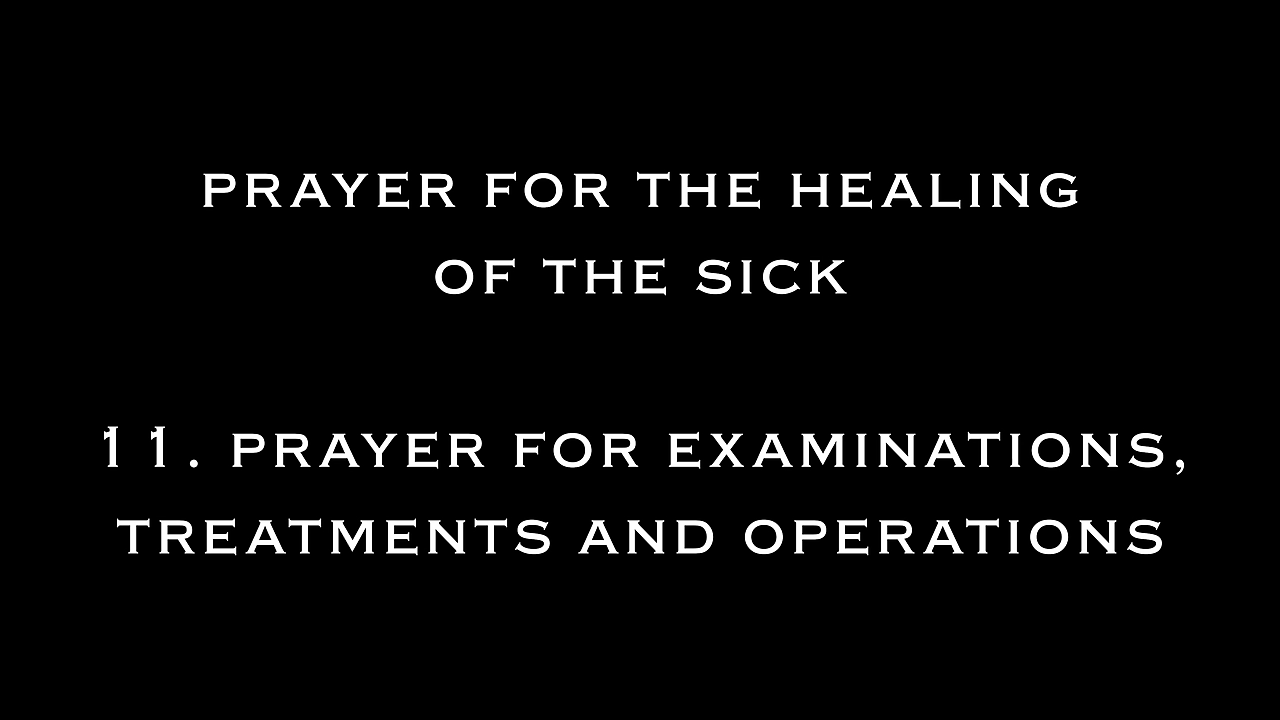 PRAYER FOR THE HEALING
OF THE SICK
11. PRAYER FOR EXAMINATIONS,
TREATMENTS AND OPERATIONS